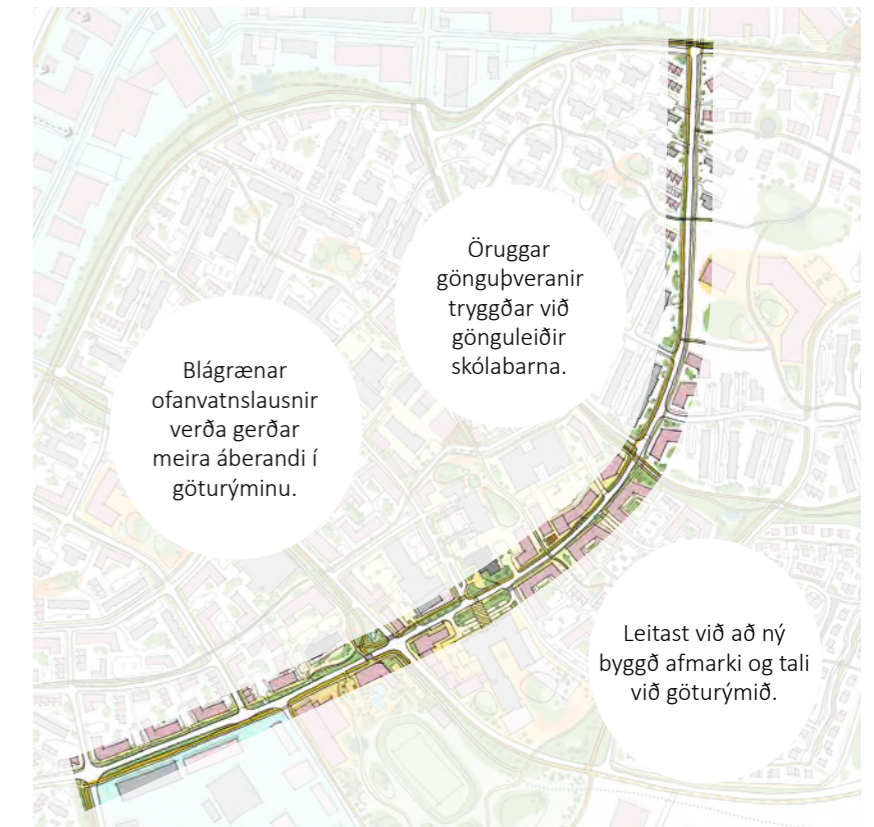 Öruggar
gönguþveranir
tryggðar við
gönguleiðir
skólabarna.
Blágrænar
ofanvatnslausnir
verða gerðar
meira áberandi í
göturýminu.
Leitast við að ný
byggð afmarki og tali
við göturýmið.